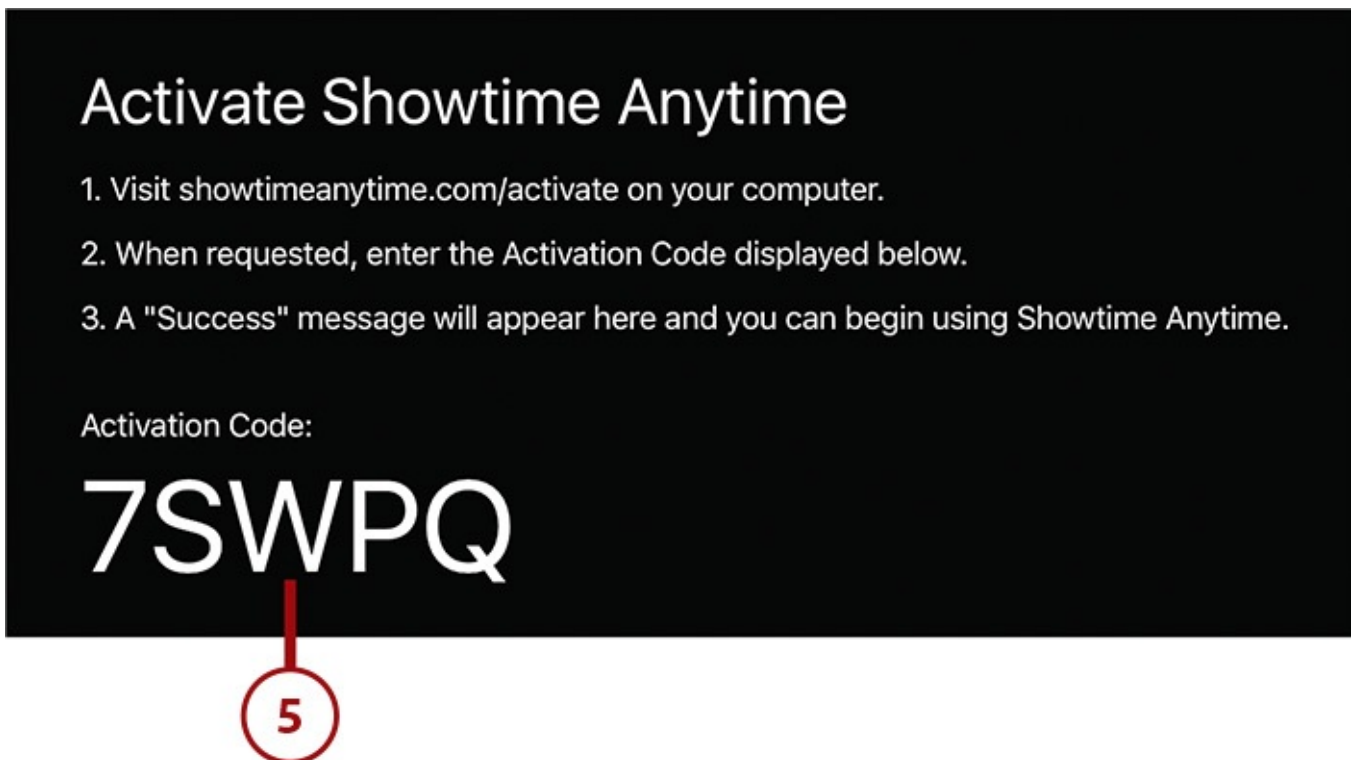 Activate Showtime Anytime
1. Visit showtimeanytime.com/activate on your computer.
2. When requested, enter the Activation Code displayed below.
3. A "Success" message will appear here and you can begin using Showtime Anytime.
Activation Code:
7SWPQ
5